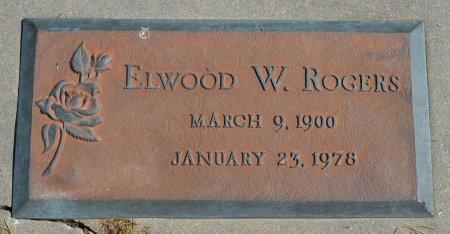 Elwood W. Rogers
March 9, 1900
January 23, 1978